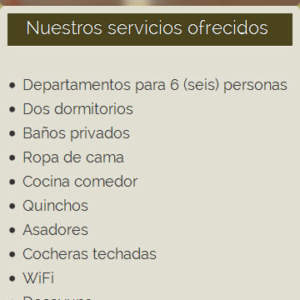 Nuestros servicios ofrecidos
Departamentos para 6 (seis) personas
Dos dormitorios
Baños privados
Ropa de cama
Cocina comedor
Quinchos
Asadores
Cocheras techadas
WiFi